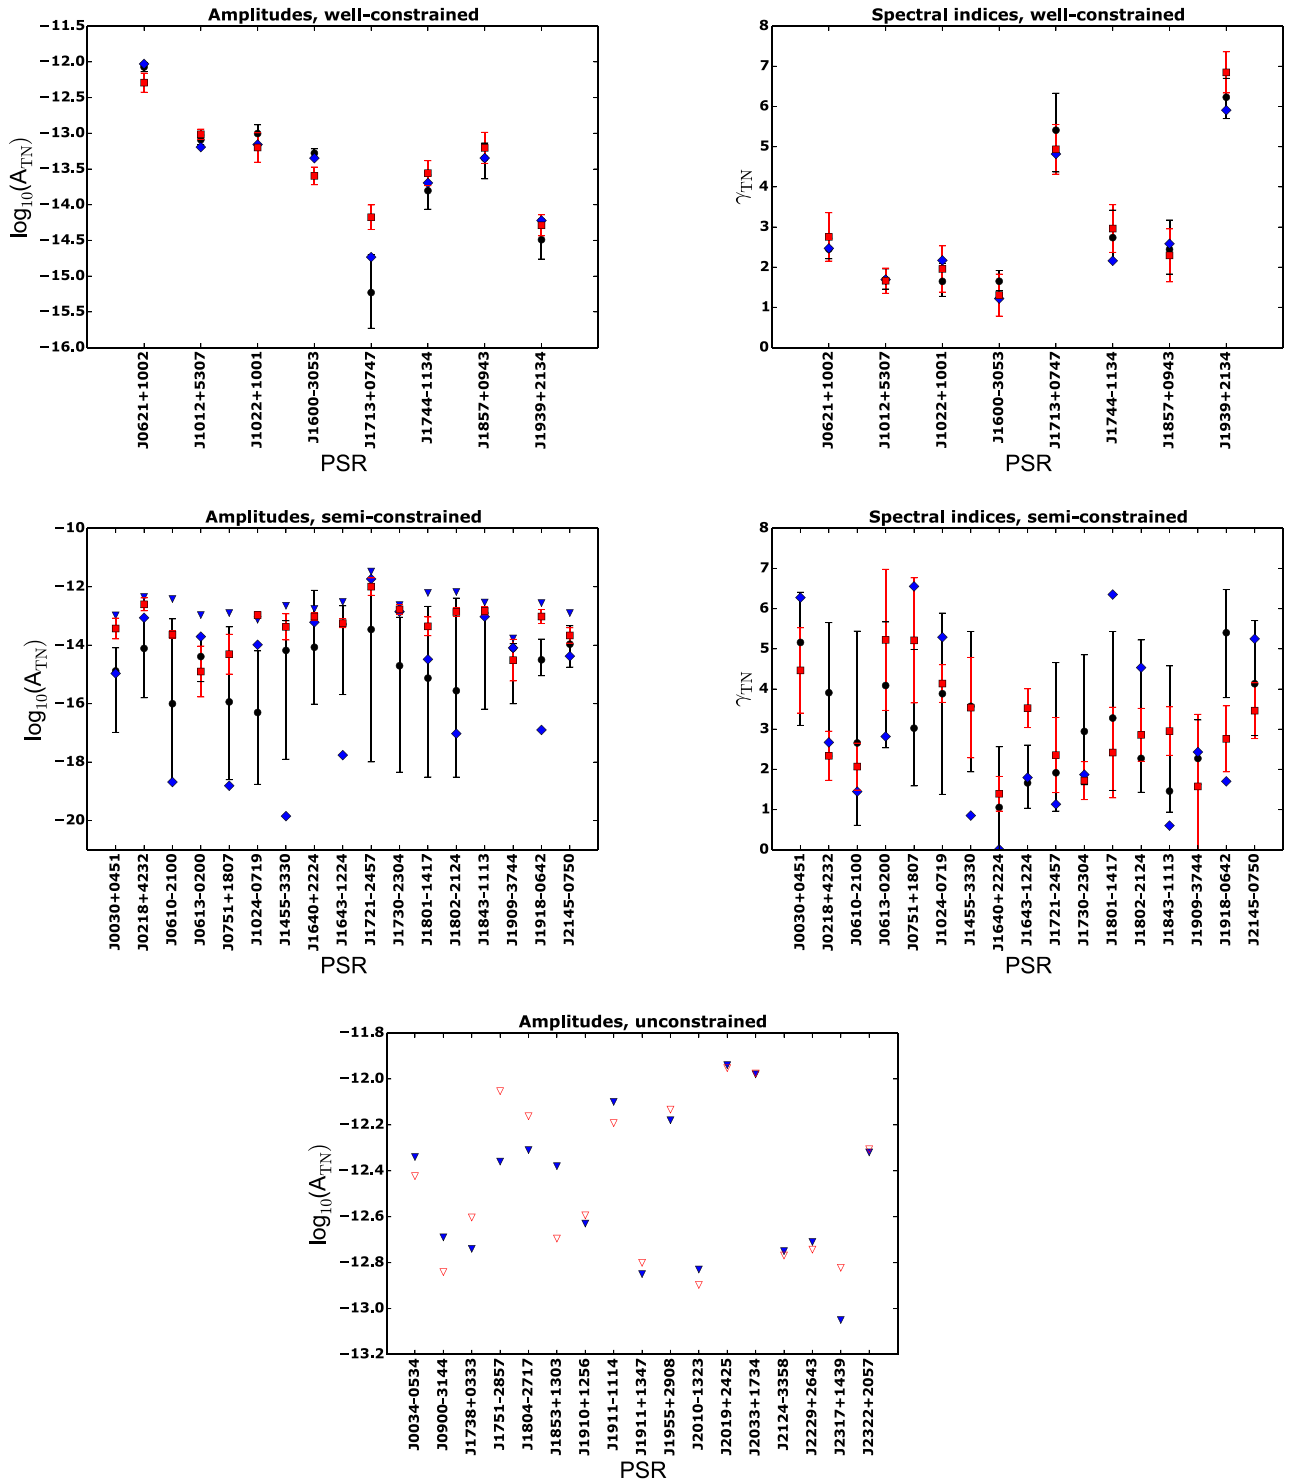 Amplitudes, well-constrained
−11.5
−12.0
−12.5
−13.0
−13.5
−14.0
−14.5
−15.0
−15.5
−16.0
log10(ATN)
J0621+1002
J1012+5307
J1022+1001
J1600−3053
J1713+0747
J1744−1134
J1857+0943
J1939+2134
PSR
Spectral indices, well-constrained
8
7
6
5
4
3
2
1
0
γTN
J0621+1002
J1012+5307
J1022+1001
J1600−3053
J1713+0747
J1744−1134
J1857+0943
J1939+2134
PSR
Amplitudes, semi-constrained
−10
−12
−14
−16
−18
−20
log10(ATN)
J0030+0451
J0218+4232
J0610−2100
J0613−0200
J0751+1807
J1024−0719
J1455−3330
J1640+2224
J1643−1224
J1721−2457
J1730−2304
J1801−1417
J1802−2124
J1843−1113
J1909−3744
J1918−0642
J2145−0750
PSR
Spectral indices, semi-constrained
8
7
6
5
4
3
2
1
0
γTN
J0030+0451
J0218+4232
J0610−2100
J0613−0200
J0751+1807
J1024−0719
J1455−3330
J1640+2224
J1643−1224
J1721−2457
J1730−2304
J1801−1417
J1802−2124
J1843−1113
J1909−3744
J1918−0642
J2145−0750
PSR
Amplitudes, unconstrained
−11.8
−12.0
−12.2
−12.4
−12.6
−12.8
−13.0
−13.2
log10(ATN)
J0034−0534
J0900−3144
J1738+0333
J1751−2857
J1804−2717
J1853+1303
J1910+1256
J1911−1114
J1911+1347
J1955+2908
J2010−1323
J2019+2425
J2033+1734
J2124−3358
J2229+2643
J2317+1439
J2322+2057
PSR